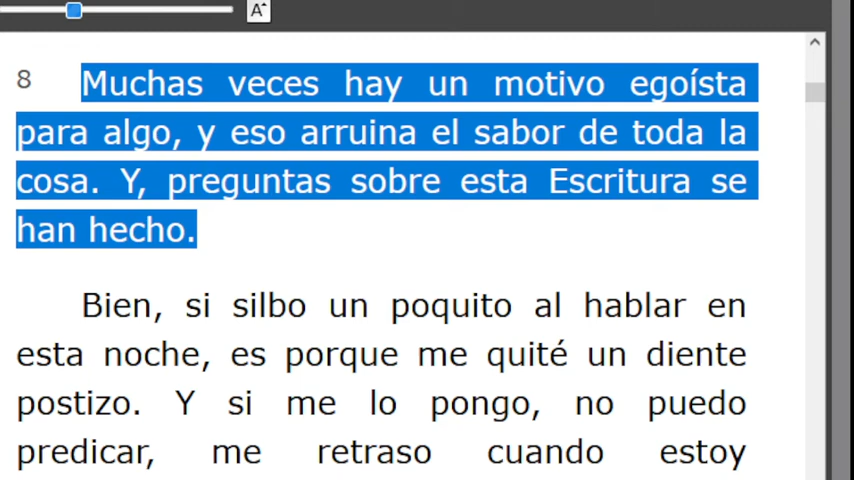 A
8 Muchas veces hay un motivo egoísta
para algo, y eso arruina el sabor de toda la
cosa. Y, preguntas sobre esta Escritura se
han hecho.
Bien, si silbo un poquito al hablar en
esta noche, es porque me quité un diente
postizo. Y si me lo pongo, no puedo
predicar, me retraso cuando estoy